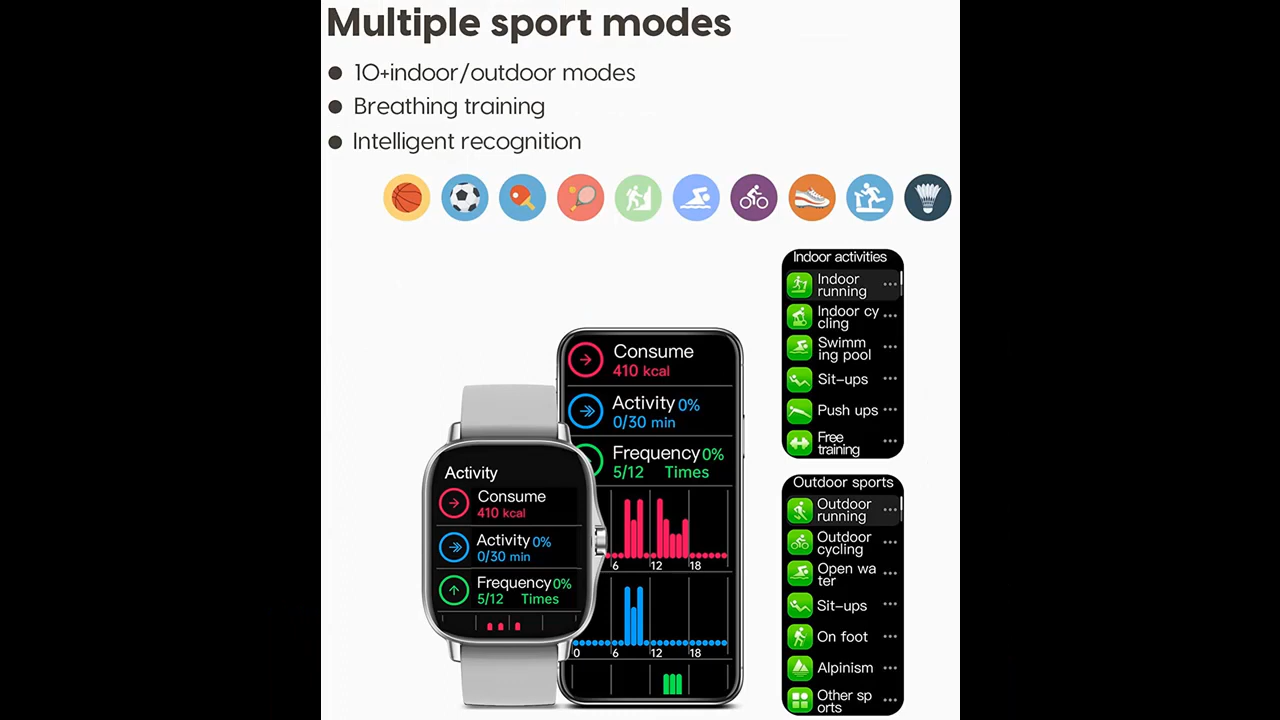 Multiple sport modes
10+indoor/outdoor modes
Breathing training
Intelligent recognition
Activity
Consume
410 kcal
Activity 0%
0/30 min
Frequency 0%
5/12 Times
Consume
410 kcal
Activity 0%
0/30 min
Frequency 0%
5/12 Times
6 12 18
0 6 12 18
Indoor activities
Indoor
running
Indoor cy
cling
Swimm
ing pool
Sit-ups
Push ups
Free
training
Outdoor sports
Outdoor
running
Outdoor
cycling
Open wa
ter
Sit-ups
On foot
Alpinism
Other sp
orts